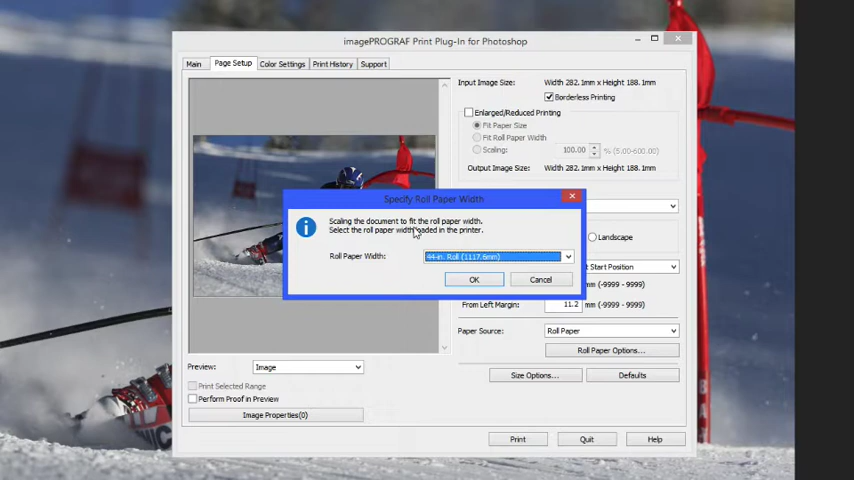 imagePROGRAF Print Plug-In for Photoshop
Main
Page Setup
Color Settings
Print History
Support
Input Image Size:
Width 282.1mm x Height 188.1mm
Borderless Printing
Enlarged/Reduced Printing
Fit Paper Size
Fit Roll Paper Width
Scaling:
100.00
% (5.00-600.00)
Output Image Size:
Width 282.1mm x Height 188.1mm
Specify Roll Paper Width
Scaling the document to fit the roll paper width.
Select the roll paper width loaded in the printer.
Roll Paper Width:
44-in. Roll (1117.6mm)
OK
Cancel
Landscape
Start Position
mm (-9999 - 9999)
From Left Margin:
11.2
mm (-9999 - 9999)
Paper Source:
Roll Paper
Roll Paper Options...
Preview:
Image
Size Options...
Defaults
Print Selected Range
Perform Proof in Preview
Image Properties(0)
Print
Quit
Help